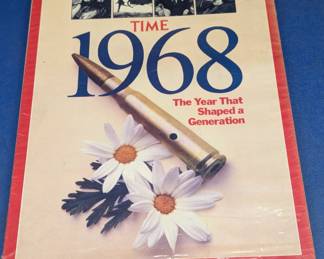 TIME
1968
The Year That
Shaped a
Generation